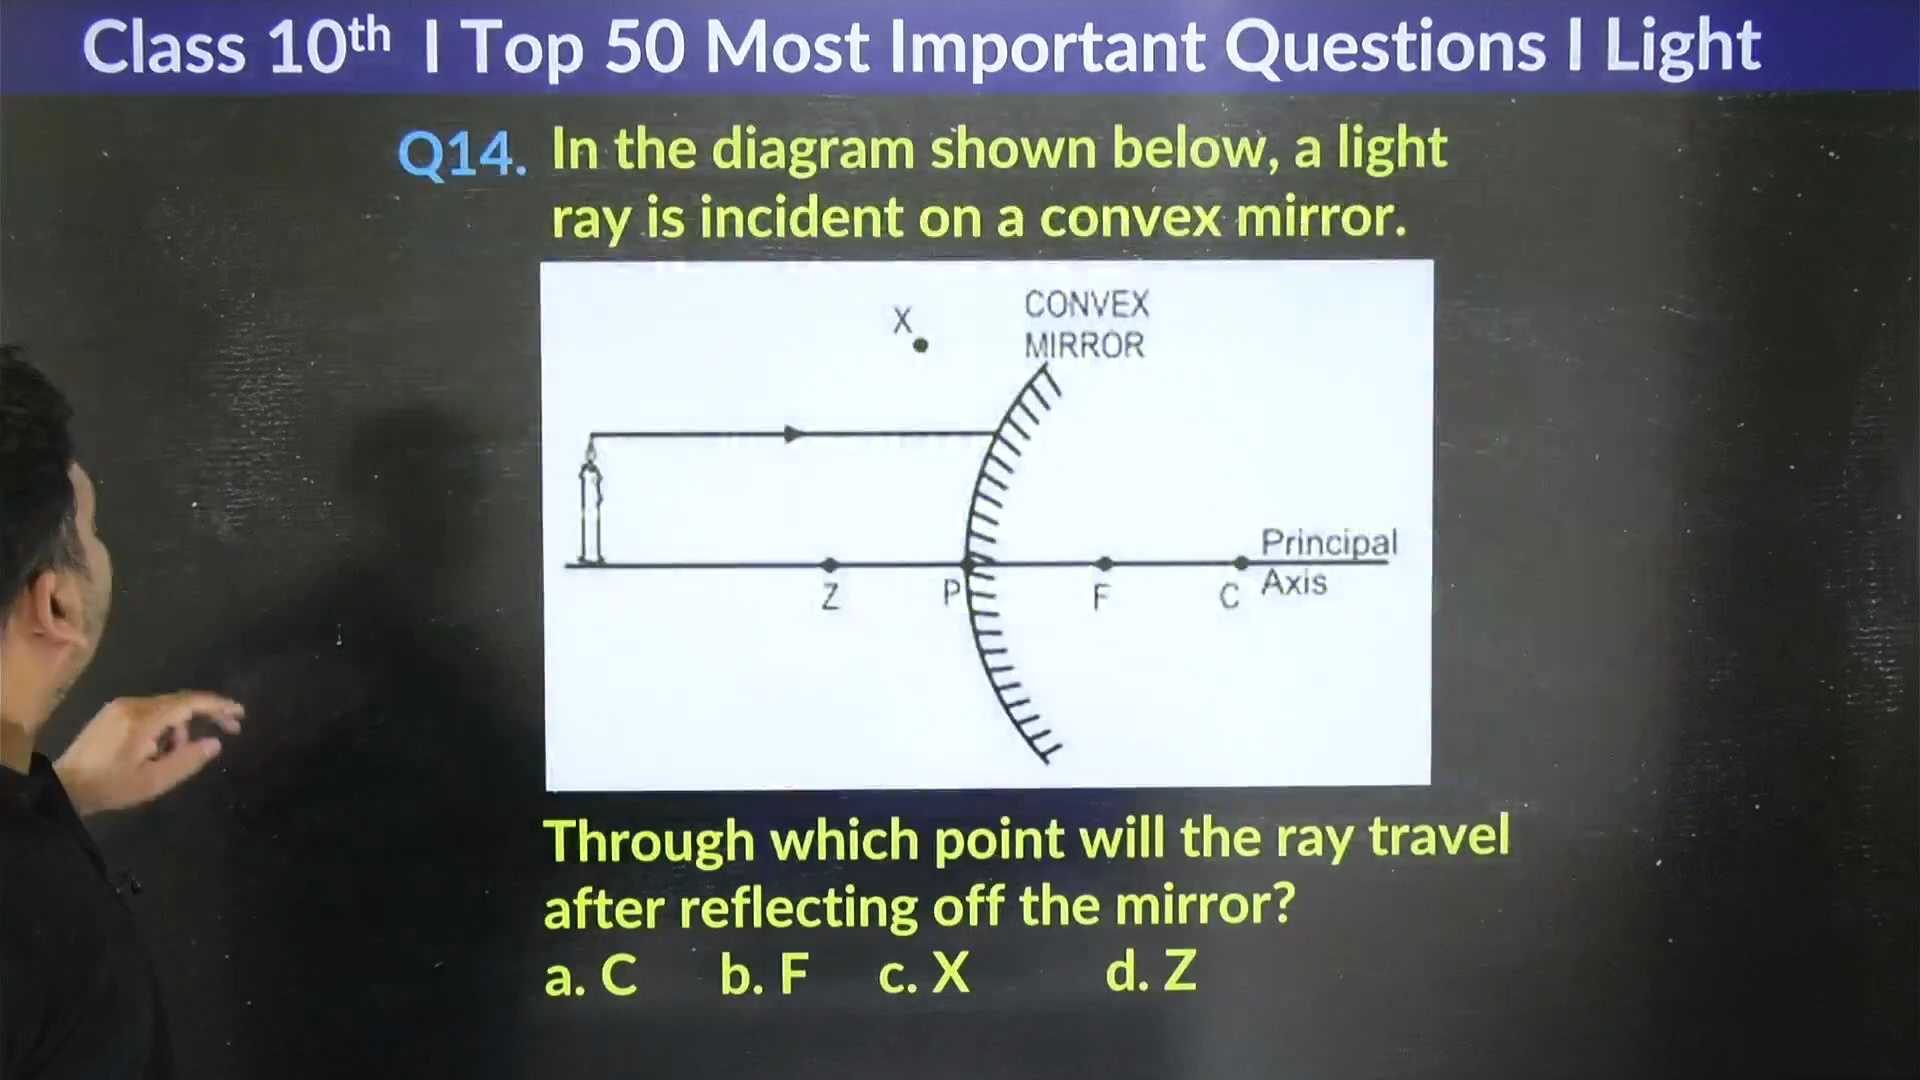 Class 10th I Top 50 Most Important Questions I Light
Q14. In the diagram shown below, a light
ray is incident on a convex mirror.
X
CONVEX
MIRROR
Principal
Axis
Z
P
F
C
Through which point will the ray travel
after reflecting off the mirror?
a. C b. F c. X d. Z